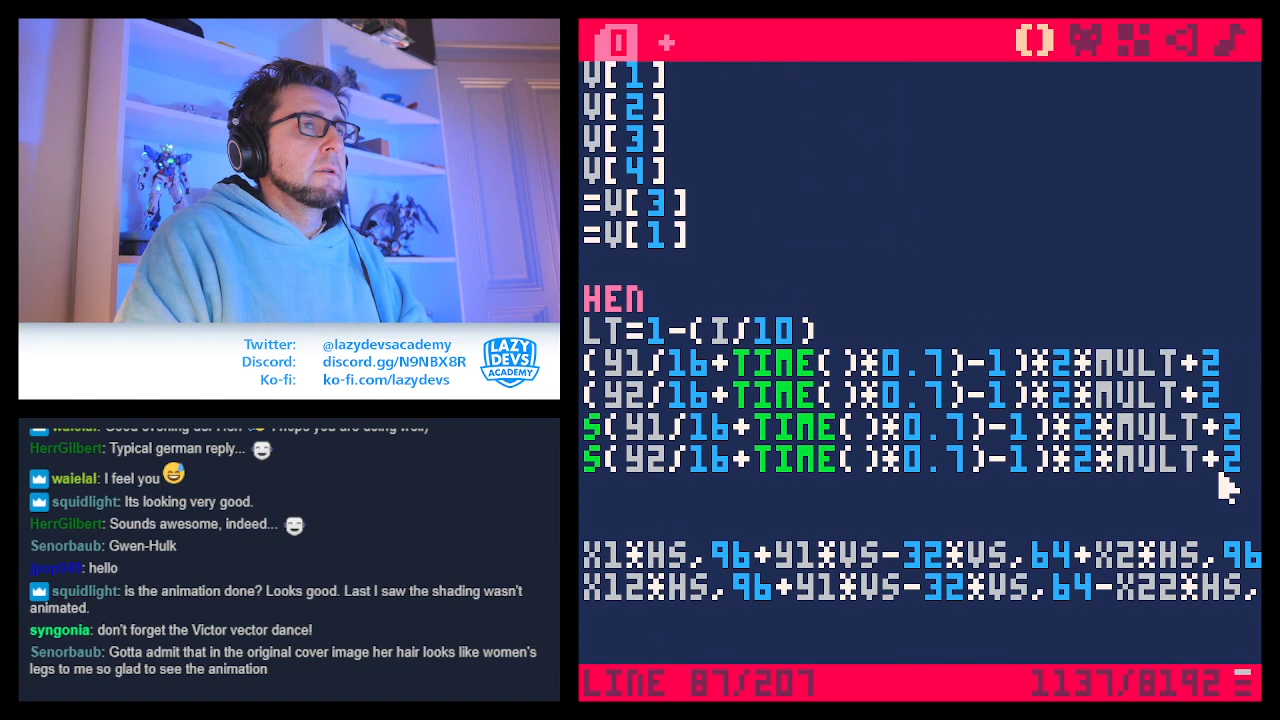 Twitter: @lazydevsacademy
Discord: discord.gg/N9NBX8R
Ko-fi: ko-fi.com/lazydevs
LAZY
DEVS
ACADEMY
HerrGilbert: Typical german reply...
waielal: I feel you
squidlight: Its looking very good.
HerrGilbert: Sounds awesome, indeed...
Senorbaub: Gwen-Hulk
hello
squidlight: is the animation done? Looks good. Last I saw the shading wasn't
animated.
syngonia: don't forget the Victor vector dance!
Senorbaub: Gotta admit that in the original cover image her hair looks like women's
legs to me so glad to see the animation
0 +
V[1]
V[2]
V[3]
V[4]
=V[3]
=V[1]
HEN
LT=1-(I/10)
(Y1/16+TIME()*0.7)-1)*2*MULT+2
(Y2/16+TIME()*0.7)-1)*2*MULT+2
S(Y1/16+TIME()*0.7)-1)*2*MULT+2
S(Y2/16+TIME()*0.7)-1)*2*MULT+2
X1*HS,96+Y1*VS-32*VS,64+X2*HS,96
X12*HS,96+Y1*VS-32*VS,64-X22*HS,
LINE 87/207
1137/8192